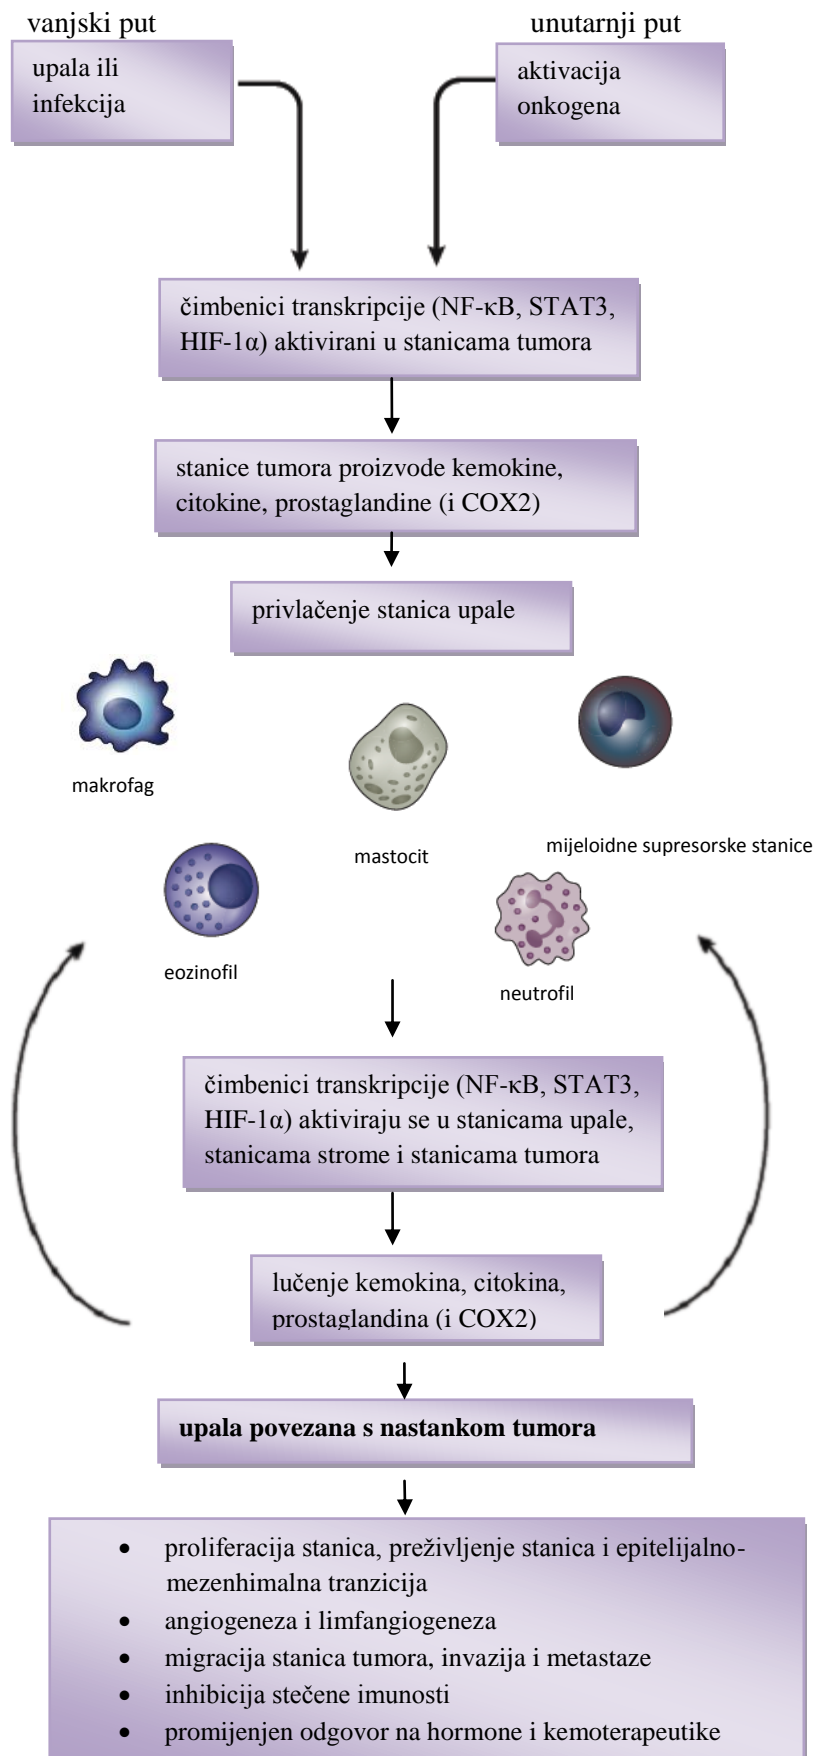 vanjski put
unutarnji put
upala ili
infekcija
aktivacija
onkogena
čimbenici transkripcije (NF-κB, STAT3,
HIF-1α) aktivirani u stanicama tumora
stanice tumora proizvode kemokine,
citokine, prostaglandine (i COX2)
privlačenje stanica upale
makrofag
mastocit
mijeloidne supresorske stanice
eozinofil
neutrofil
čimbenici transkripcije (NF-κB, STAT3,
HIF-1α) aktiviraju se u stanicama upale,
stanicama strome i stanicama tumora
lučenje kemokina, citokina,
prostaglandina (i COX2)
upala povezana s nastankom tumora
• proliferacija stanica, preživljenje stanica i epitelijalno-
mezenhimalna tranzicija
• angiogeneza i limfangiogeneza
• migracija stanica tumora, invazija i metastaze
• inhibicija stečene imunosti
• promijenjen odgovor na hormone i kemoterapeutike